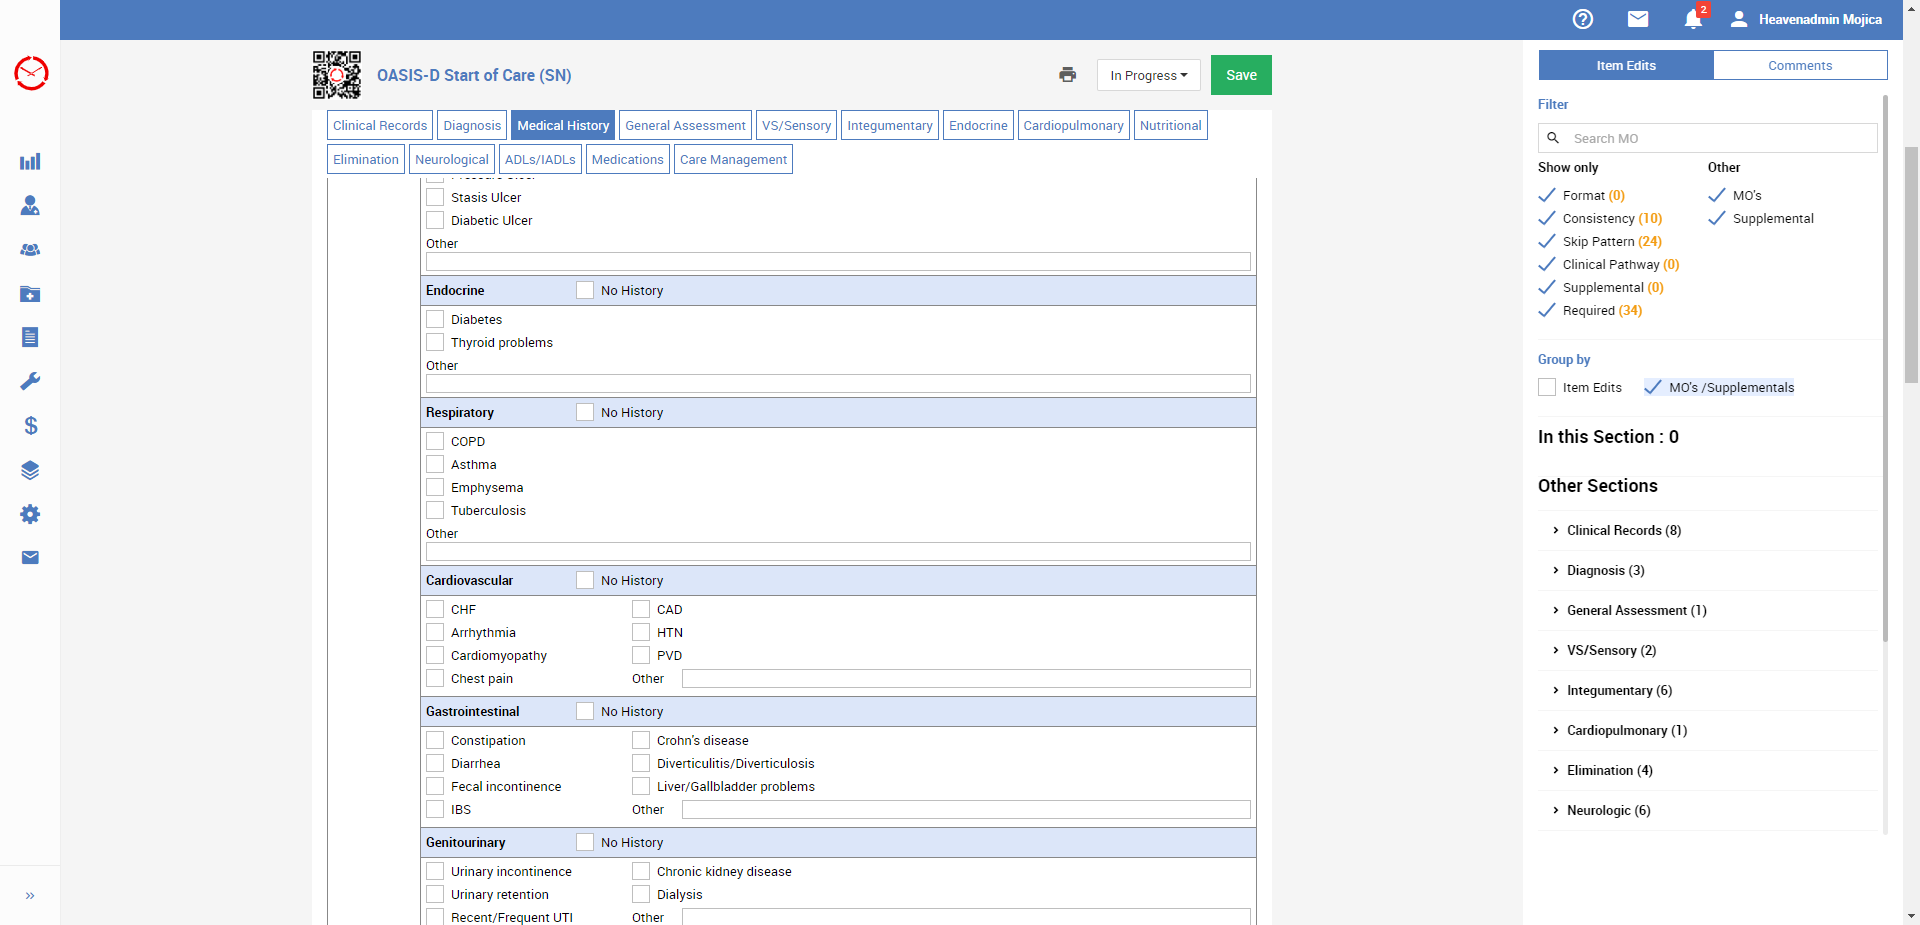 2
Heavenadmin Mojica
OASIS-D Start of Care (SN)
In Progress
Save
Clinical Records
Diagnosis
Medical History
General Assessment
VS/Sensory
Integumentary
Endocrine
Cardiopulmonary
Nutritional
Elimination
Neurological
ADLs/IADLs
Medications
Care Management
Stasis Ulcer
Diabetic Ulcer
Other
Endocrine
No History
Diabetes
Thyroid problems
Other
Respiratory
No History
COPD
Asthma
Emphysema
Tuberculosis
Other
Cardiovascular
No History
CHF
CAD
Arrhythmia
HTN
Cardiomyopathy
PVD
Chest pain
Other
Gastrointestinal
No History
Constipation
Crohn's disease
Diarrhea
Diverticulitis/Diverticulosis
Fecal incontinence
Liver/Gallbladder problems
IBS
Other
Genitourinary
No History
Urinary incontinence
Chronic kidney disease
Urinary retention
Dialysis
Recent/Frequent UTI
Other
Item Edits
Comments
Filter
Search MO
Show only
Other
Format (0)
MO's
Consistency (10)
Supplemental
Skip Pattern (24)
Clinical Pathway (0)
Supplemental (0)
Required (34)
Group by
Item Edits
MO's /Supplementals
In this Section : 0
Other Sections
Clinical Records (8)
Diagnosis (3)
General Assessment (1)
VS/Sensory (2)
Integumentary (6)
Cardiopulmonary (1)
Elimination (4)
Neurologic (6)